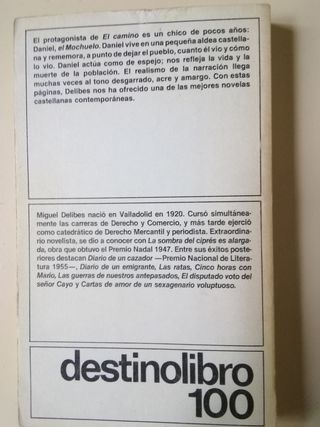 El protagonista de El camino es un chico de pocos años:
Daniel, el Mochuelo. Daniel vive en una pequeña aldea castella-
na y rememora, a punto de dejar el pueblo, cuanto él vio y cómo
lo vio. Daniel actúa como de espejo; nos refleja la vida y la
muerte de la población. El realismo de la narración llega
muchas veces al tono desgarrado, acre y amargo. Con estas
páginas, Delibes nos ha ofrecido una de las mejores novelas
castellanas contemporáneas.
Miguel Delibes nació en Valladolid en 1920. Cursó simultánea-
mente las carreras de Derecho y Comercio, y más tarde ejerció
como catedrático de Derecho Mercantil y periodista. Extraordina-
rio novelista, se dio a conocer con La sombra del ciprés es alarga-
da, obra que obtuvo el Premio Nadal 1947. Entre sus éxitos poste-
riores destacan Diario de un cazador —Premio Nacional de Lite-
ratura 1955—, Diario de un emigrante, Las ratas, Cinco horas con
Mario, Las guerras de nuestros antepasados, El disputado voto del
señor Cayo y Cartas de amor de un sexagenario voluptuoso.
destinolibro
100